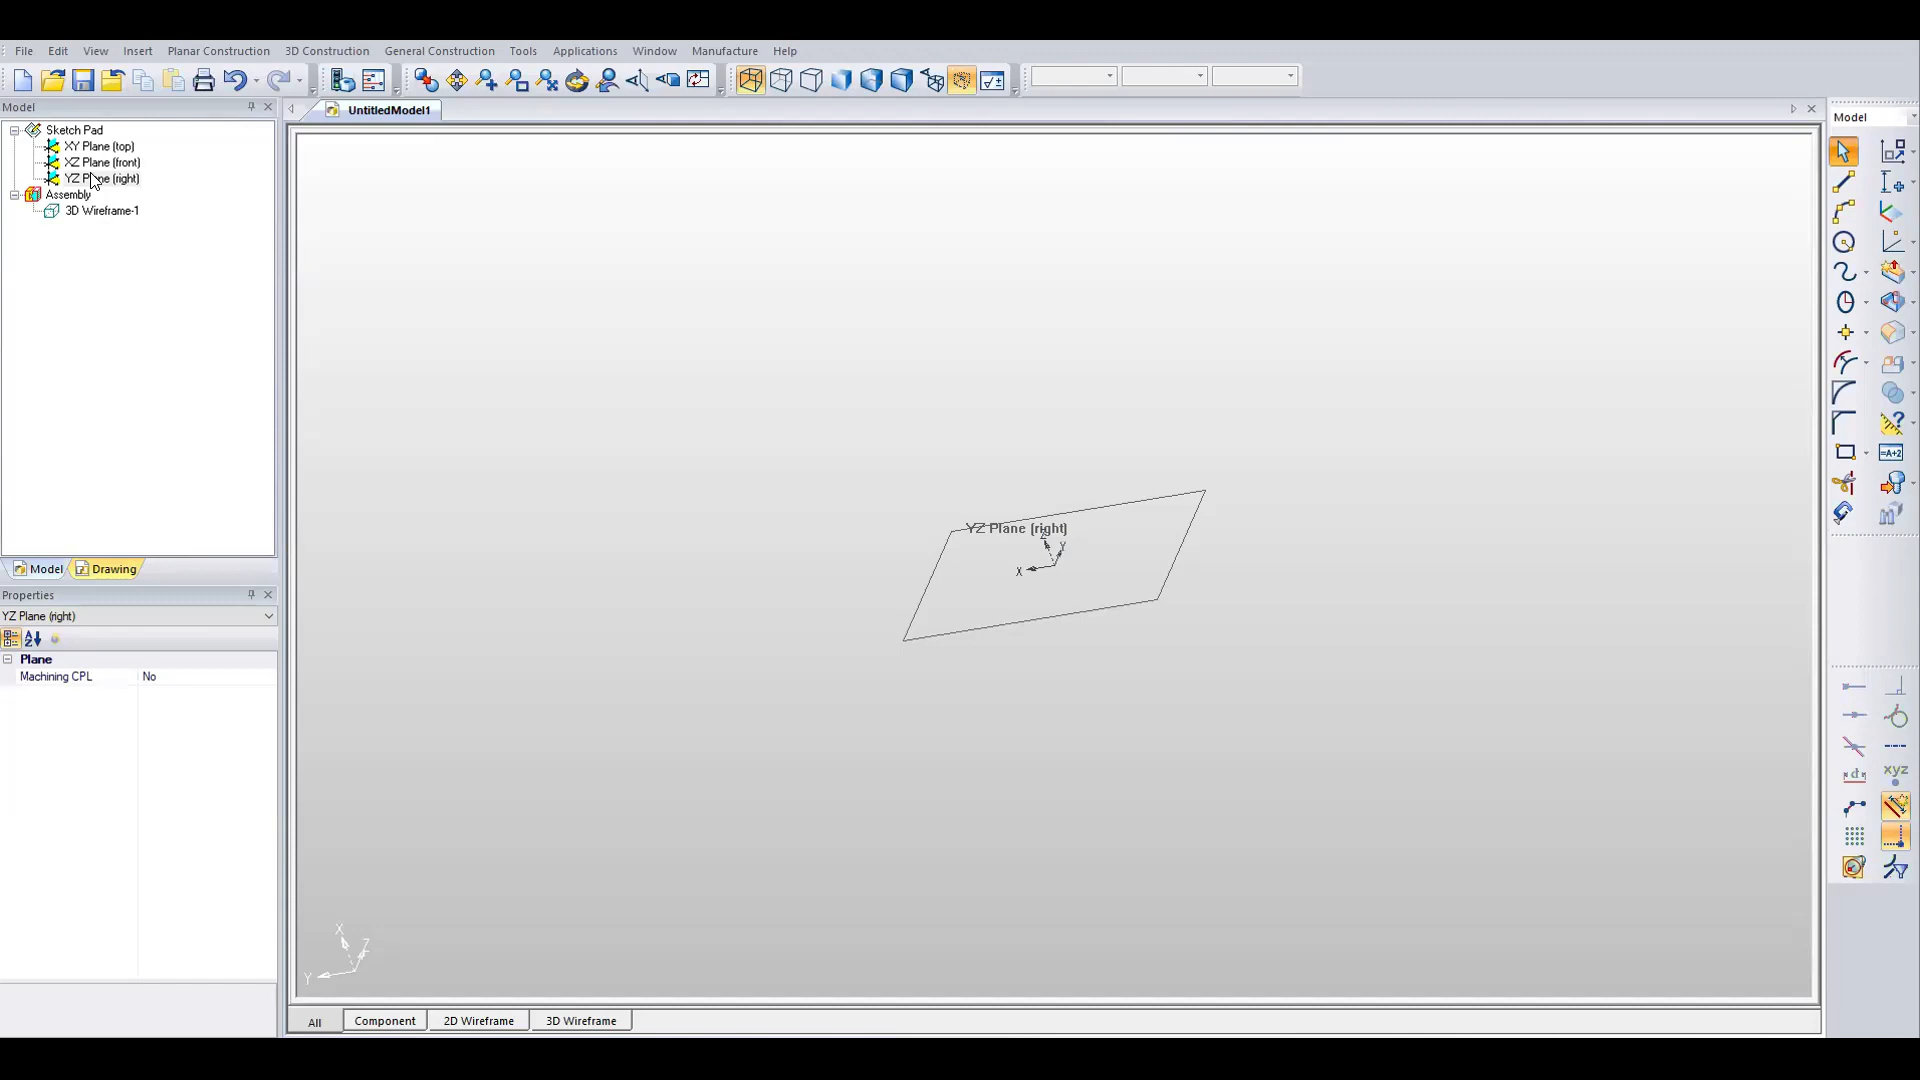 File Edit View Insert Planar Construction 3D Construction General Construction Tools Applications Window Manufacture Help
Model
UntitledModel1
Model
Sketch Pad
XY Plane (top)
XZ Plane (front)
YZ Plane (right)
Assembly
3D Wireframe-1
=A+2
YZ Plane (right)
Z
Y
X
Model Drawing
Properties
YZ Plane (right)
Plane
Machining CPL No
d
xyz
X
Z
Y
All Component 2D Wireframe 3D Wireframe